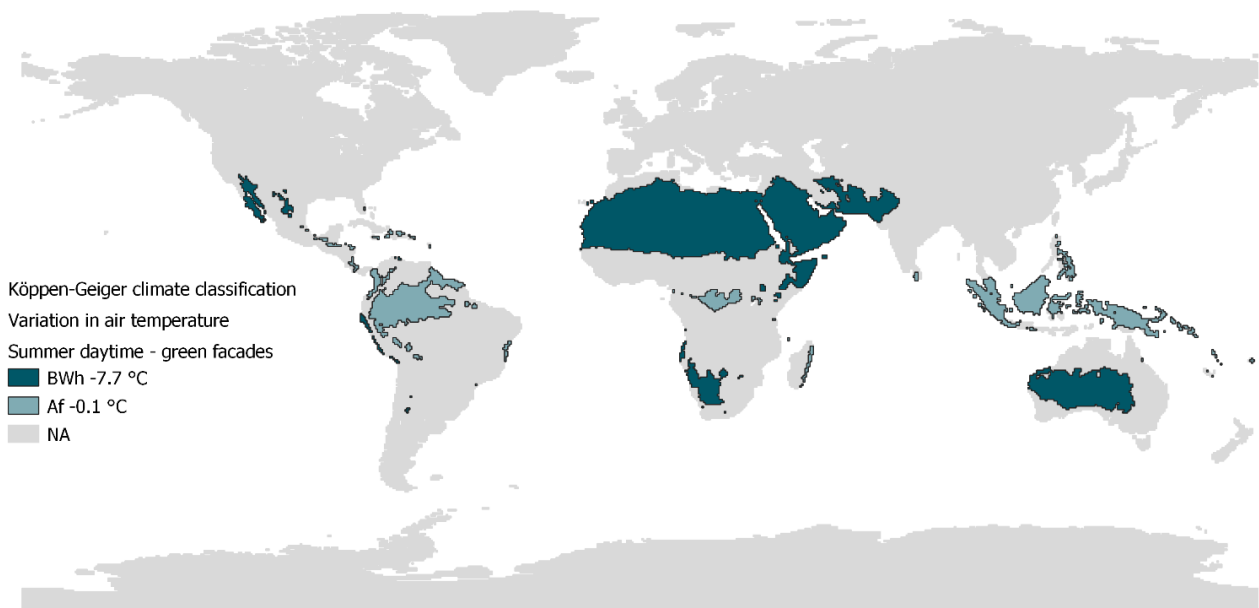 Köppen-Geiger climate classification
Variation in air temperature
Summer daytime - green facades
BWh -7.7 °C
Af -0.1 °C
NA